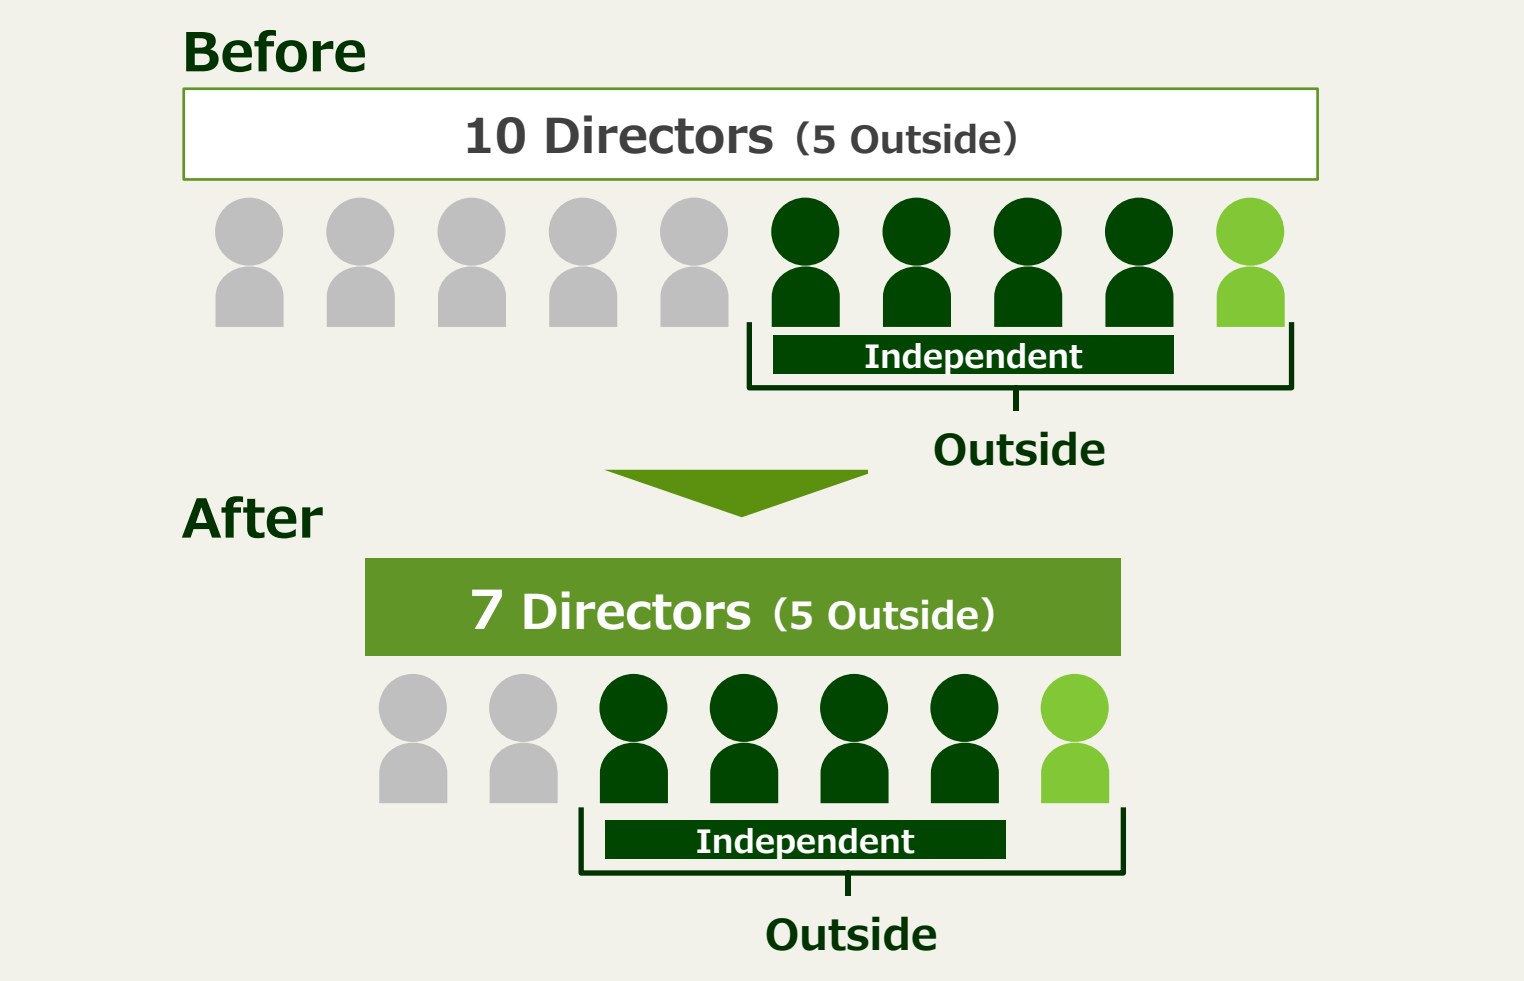 Before
10 Directors（5 Outside）
Independent
Outside
After
7 Directors（5 Outside）
Independent
Outside